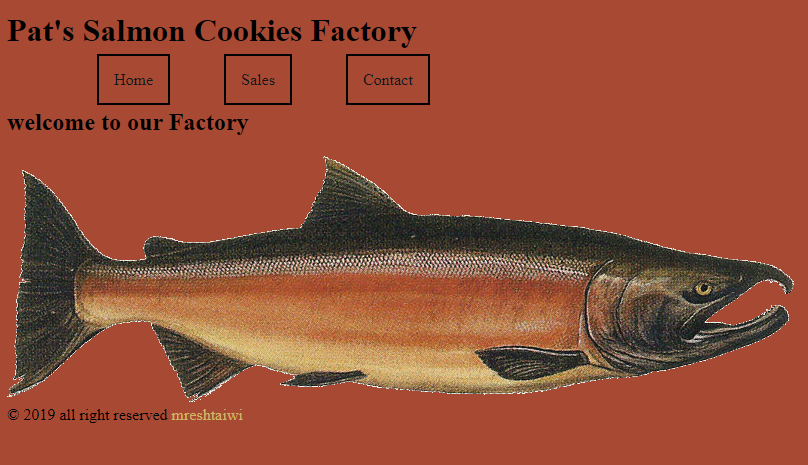 Pat's Salmon Cookies Factory
Home Sales Contact
welcome to our Factory
© 2019 all right reserved mreshtaiwi